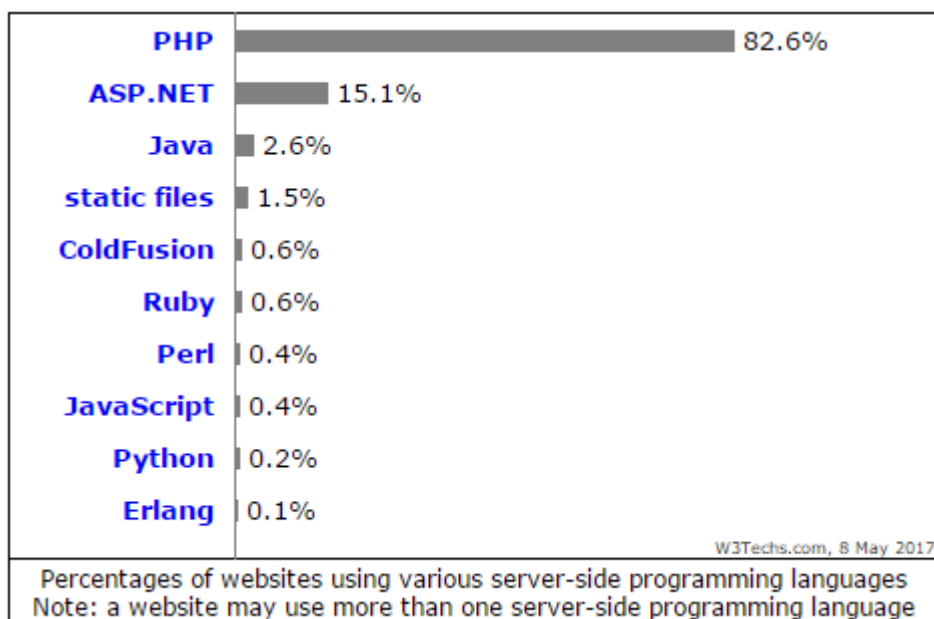 PHP 82.6%
ASP.NET 15.1%
Java 2.6%
static files 1.5%
ColdFusion 0.6%
Ruby 0.6%
Perl 0.4%
JavaScript 0.4%
Python 0.2%
Erlang 0.1%
W3Techs.com, 8 May 2017
Percentages of websites using various server-side programming languages
Note: a website may use more than one server-side programming language